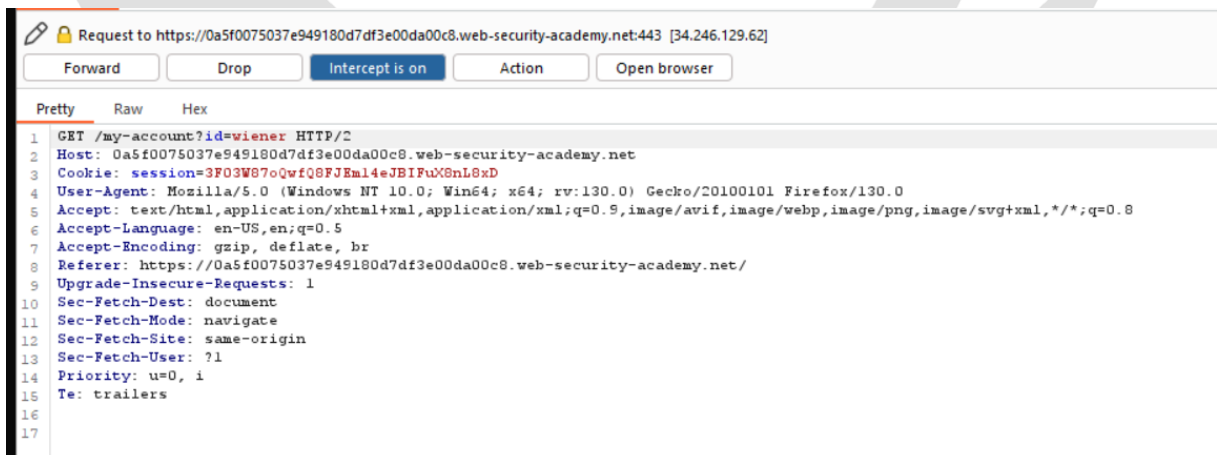 Request to https://0a5f0075037e949180d7df3e00da00c8.web-security-academy.net:443 [34.246.129.62]
Forward Drop Intercept is on Action Open browser
Pretty Raw Hex
1 GET /my-account?id=wiener HTTP/2
2 Host: 0a5f0075037e949180d7df3e00da00c8.web-security-academy.net
3 Cookie: session=3F03W87oQwfQ8FJEml4eJBIFuX8nL8xD
4 User-Agent: Mozilla/5.0 (Windows NT 10.0; Win64; x64; rv:130.0) Gecko/20100101 Firefox/130.0
5 Accept: text/html,application/xhtml+xml,application/xml;q=0.9,image/avif,image/webp,image/png,image/svg+xml,*/*;q=0.8
6 Accept-Language: en-US,en;q=0.5
7 Accept-Encoding: gzip, deflate, br
8 Referer: https://0a5f0075037e949180d7df3e00da00c8.web-security-academy.net/
9 Upgrade-Insecure-Requests: 1
10 Sec-Fetch-Dest: document
11 Sec-Fetch-Mode: navigate
12 Sec-Fetch-Site: same-origin
13 Sec-Fetch-User: ?1
14 Priority: u=0, i
15 Te: trailers
16
17